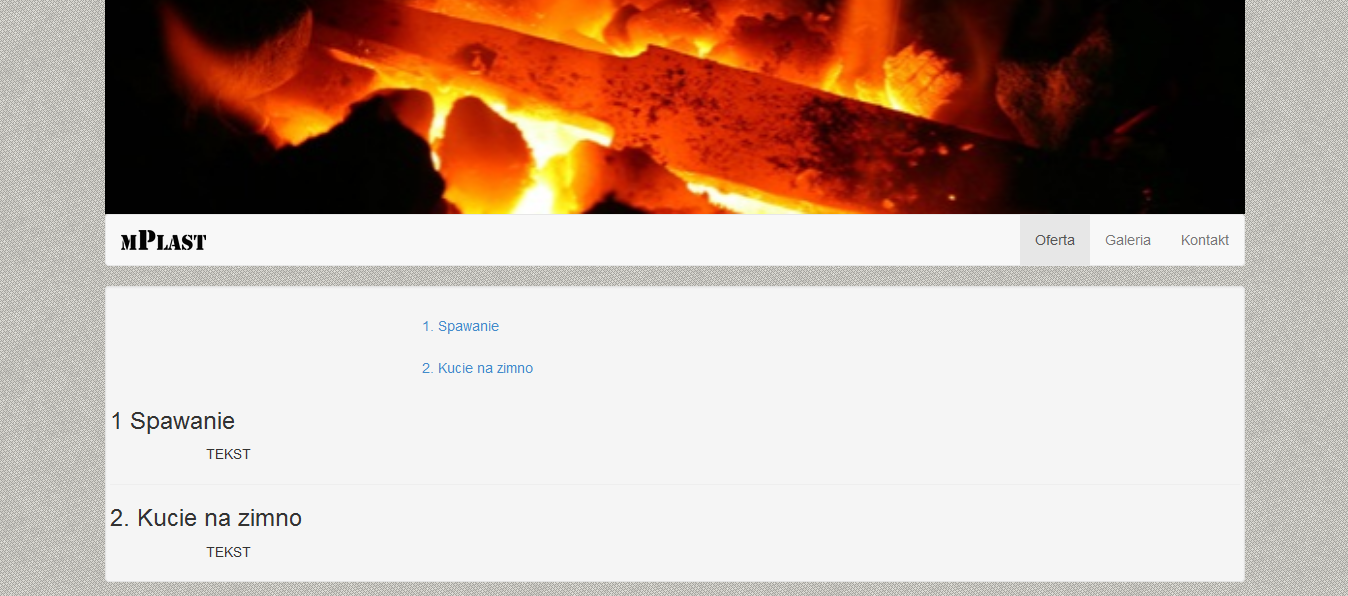 mPlast
Oferta Galeria Kontakt
1. Spawanie
2. Kucie na zimno
1 Spawanie
TEKST
2. Kucie na zimno
TEKST